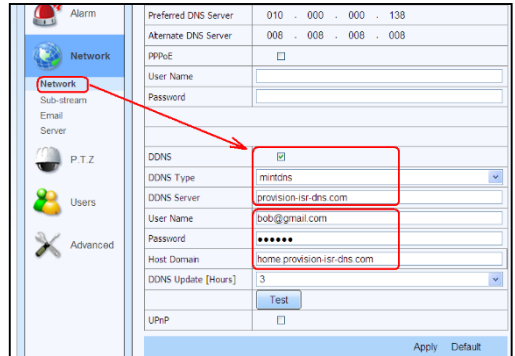 Alarm
Network
Network
Sub-stream
Email
Server
P.T.Z
Users
Advanced
Preferred DNS Server 010 . 000 . 000 . 138
Alternate DNS Server 008 . 008 . 008 . 008
PPPoE
User Name
Password
DDNS
DDNS Type mintdns
DDNS Server provision-isr-dns.com
User Name bob@gmail.com
Password ••••••
Host Domain home.provision-isr-dns.com
DDNS Update [Hours] 3
Test
UPnP
Apply Default